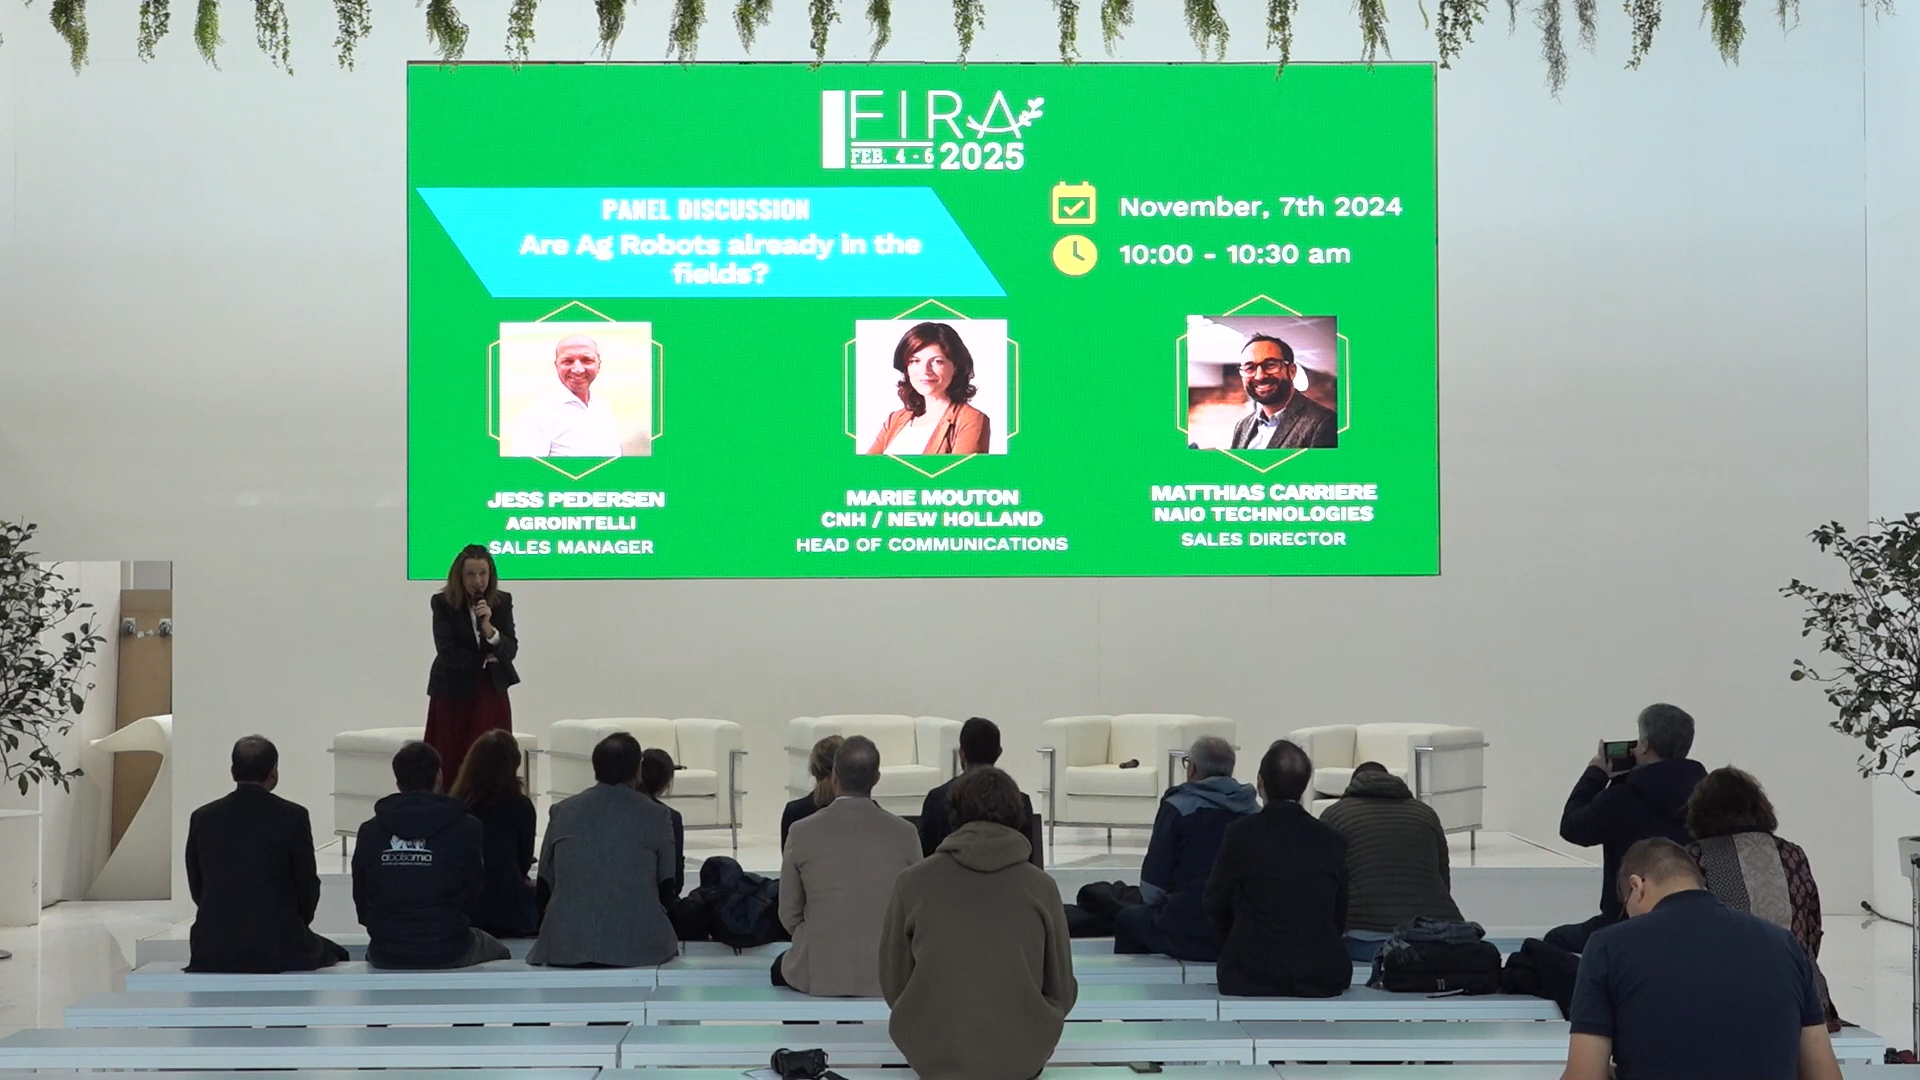 FIRA
FEB. 4 - 6 2025
PANEL DISCUSSION
Are Ag Robots already in the
fields?
November, 7th 2024
10:00 - 10:30 am
JESS PEDERSEN
AGROINTELLI
SALES MANAGER
MARIE MOUTON
CNH / NEW HOLLAND
HEAD OF COMMUNICATIONS
MATTHIAS CARRIERE
NAIO TECHNOLOGIES
SALES DIRECTOR
abolsamia